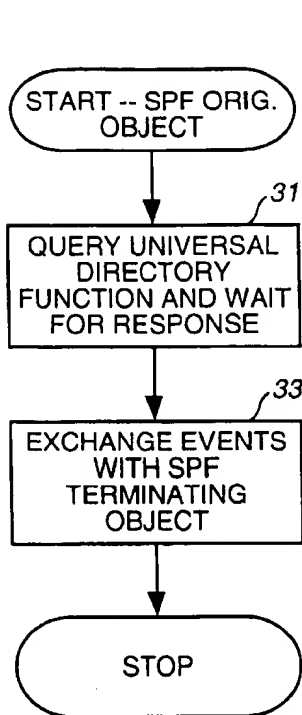 START -- SPF ORIG.
OBJECT
31
QUERY UNIVERSAL
DIRECTORY
FUNCTION AND WAIT
FOR RESPONSE
33
EXCHANGE EVENTS
WITH SPF
TERMINATING
OBJECT
STOP